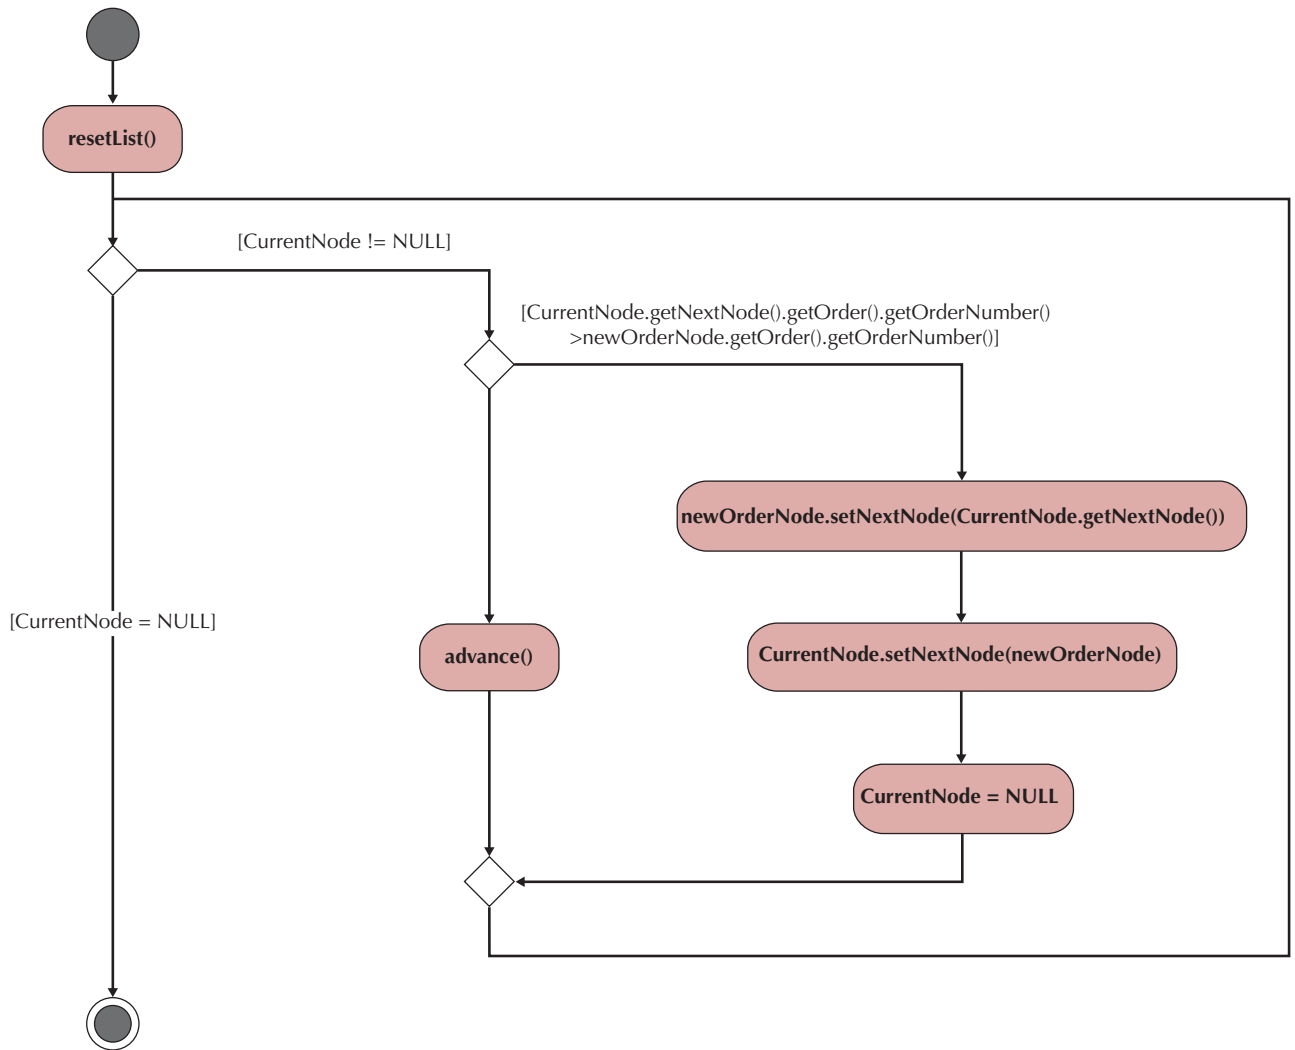 resetList()
[CurrentNode != NULL]
[CurrentNode.getNextNode().getOrder().getOrderNumber()
>newOrderNode.getOrder().getOrderNumber()]
newOrderNode.setNextNode(CurrentNode.getNextNode())
[CurrentNode = NULL]
advance()
CurrentNode.setNextNode(newOrderNode)
CurrentNode = NULL